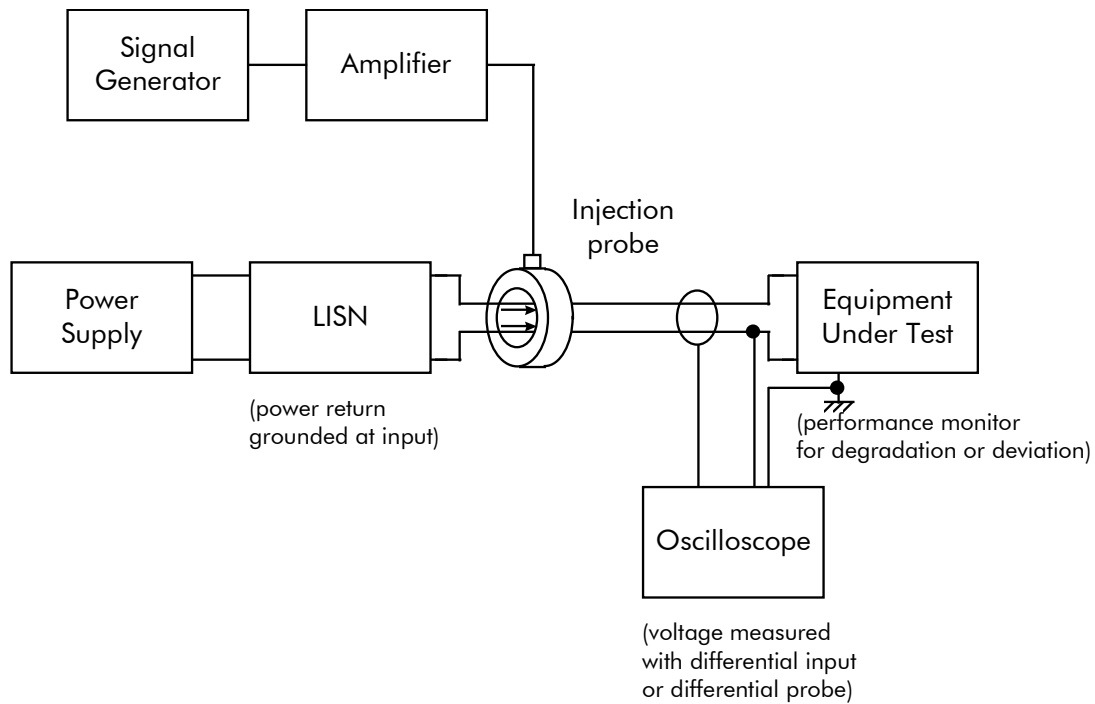 Signal
Generator
Amplifier
Injection
probe
Power
Supply
LISN
Equipment
Under Test
(power return
grounded at input)
(performance monitor
for degradation or deviation)
Oscilloscope
(voltage measured
with differential input
or differential probe)